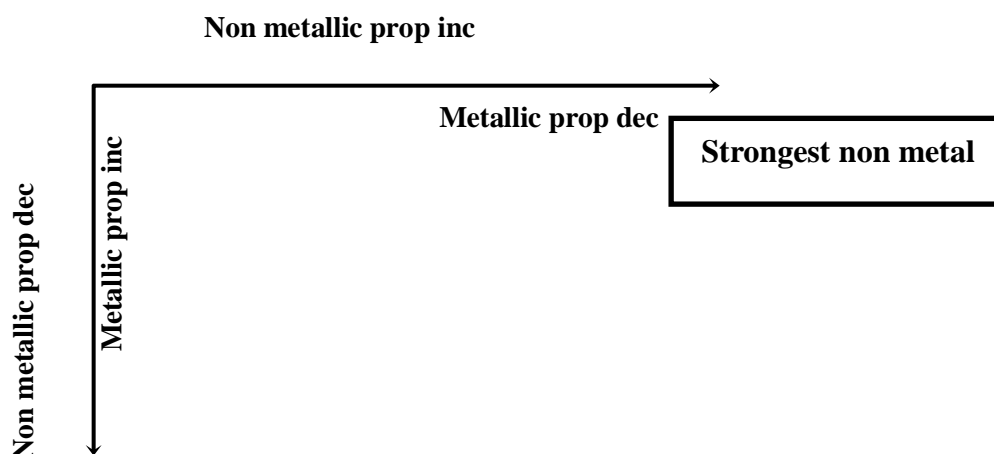 Non metallic prop inc
Metallic prop dec
Strongest non metal
Metallic prop inc
Non metallic prop dec